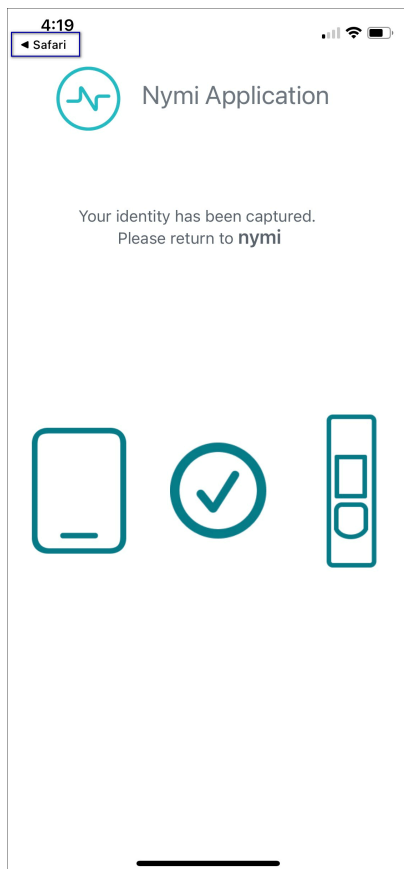 4:19
◀ Safari
Nymi Application
Your identity has been captured.
Please return to nymi